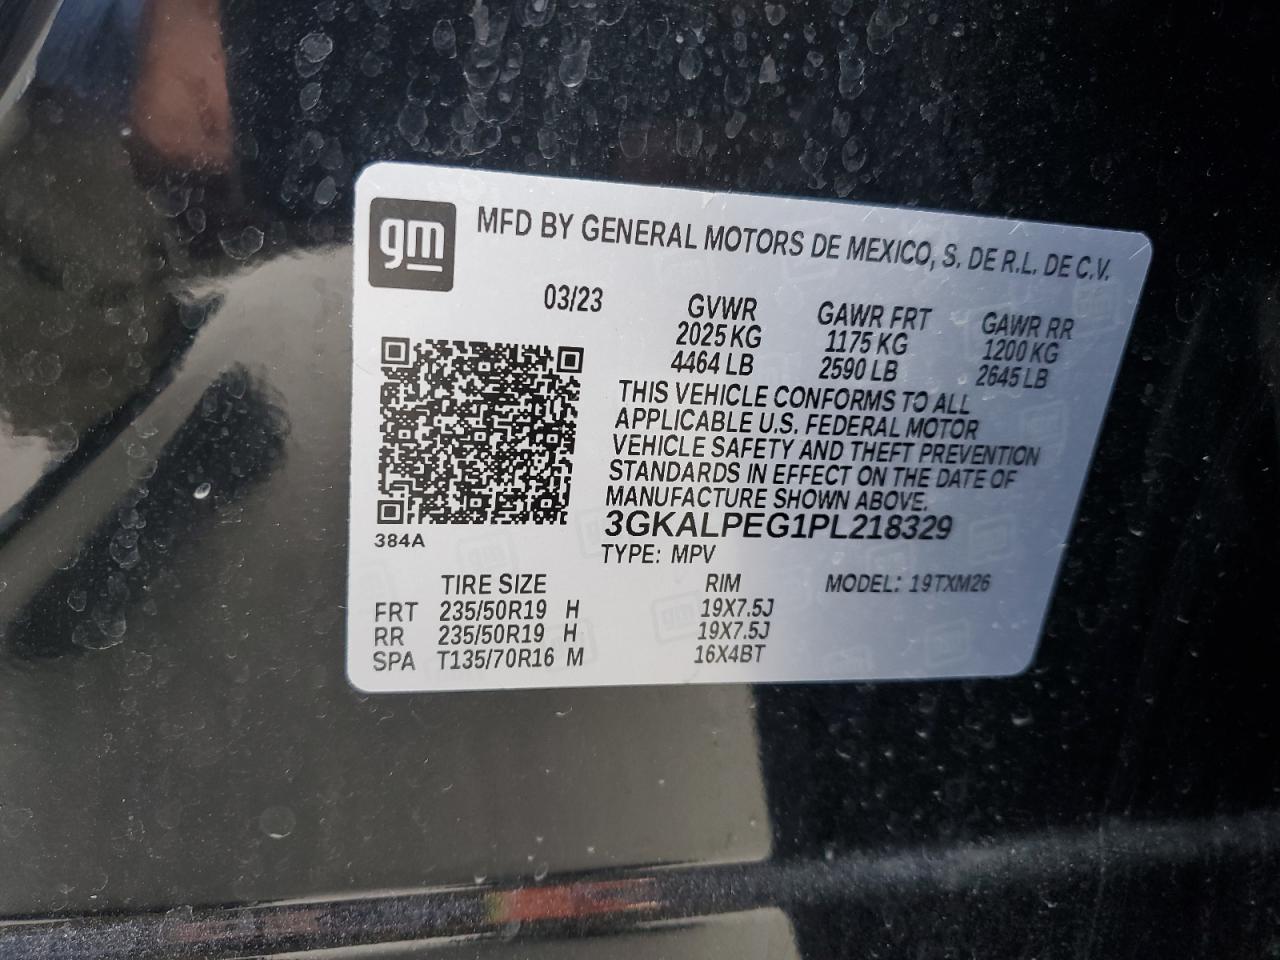 gm
MFD BY GENERAL MOTORS DE MEXICO, S. DE R.L. DE C.V.
03/23 GVWR GAWR FRT GAWR RR
2025 KG 1175 KG 1200 KG
4464 LB 2590 LB 2645 LB
THIS VEHICLE CONFORMS TO ALL
APPLICABLE U.S. FEDERAL MOTOR
VEHICLE SAFETY AND THEFT PREVENTION
STANDARDS IN EFFECT ON THE DATE OF
MANUFACTURE SHOWN ABOVE.
3GKALPEG1PL218329
384A
TYPE: MPV
TIRE SIZE RIM MODEL: 19TXM26
FRT 235/50R19 H 19X7.5J
RR 235/50R19 H 19X7.5J
SPA T135/70R16 M 16X4BT